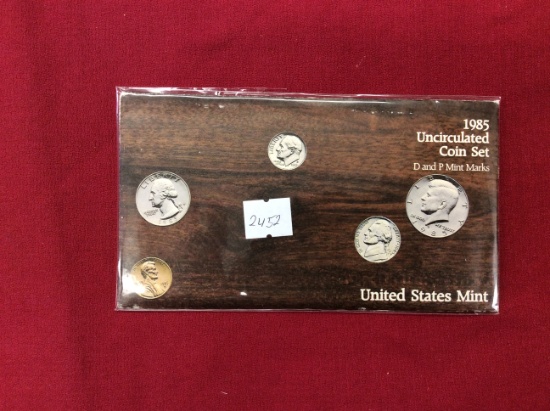 1985
Uncirculated
Coin Set
D and P Mint Marks
2452
United States Mint